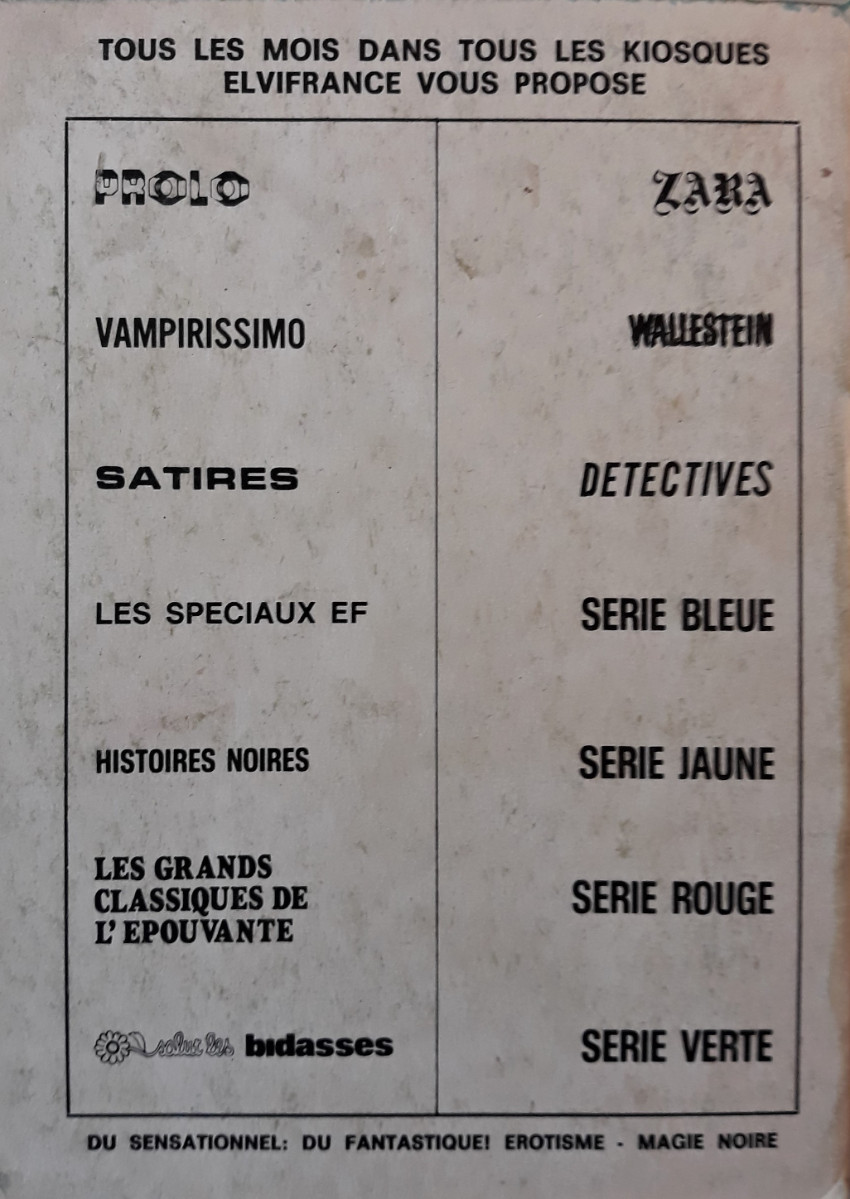 TOUS LES MOIS DANS TOUS LES KIOSQUES
ELVIFRANCE VOUS PROPOSE
PROLO
VAMPIRISSIMO
SATIRES
LES SPECIAUX EF
HISTOIRES NOIRES
LES GRANDS
CLASSIQUES DE
L' EPOUVANTE
salut les bidasses
ZARA
WALLESTEIN
DETECTIVES
SERIE BLEUE
SERIE JAUNE
SERIE ROUGE
SERIE VERTE
DU SENSATIONNEL: DU FANTASTIQUE! EROTISME - MAGIE NOIRE